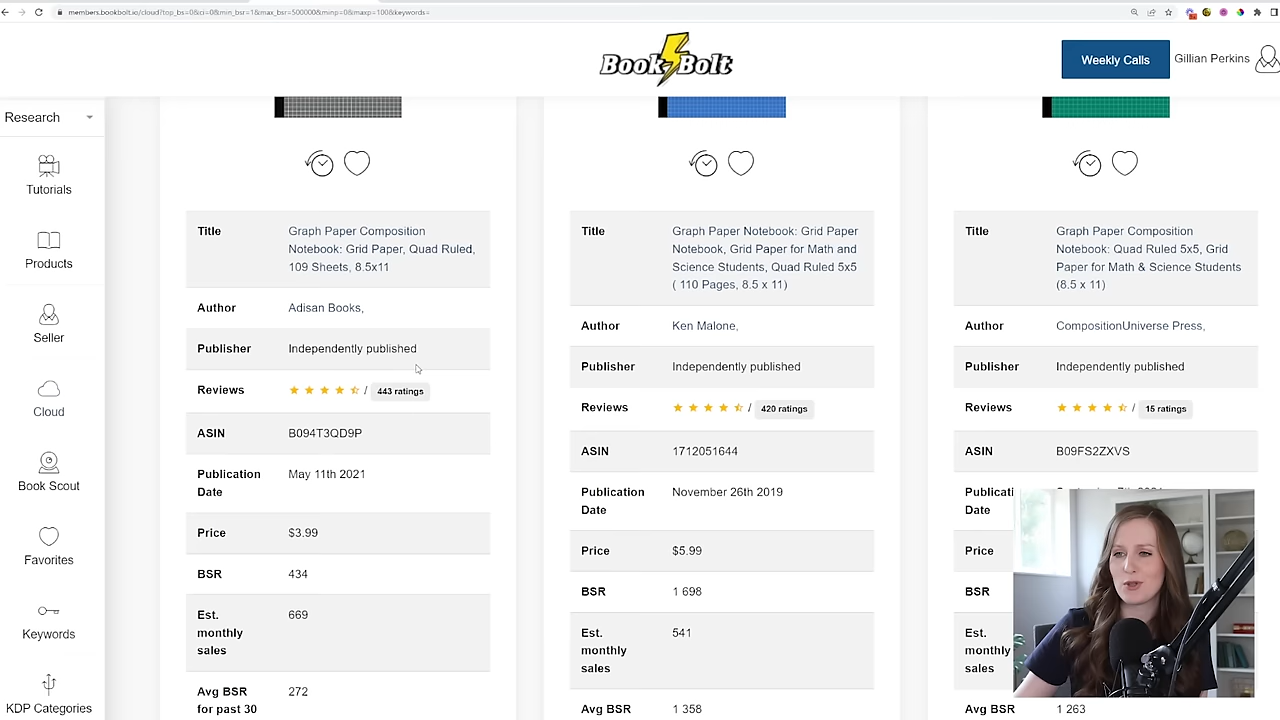 members.bookbolt.io/cloud?top_bs=0&ci=0&min_bsr=1&max_bsr=500000&minp=0&maxp=100&keywords=
Book Bolt
Weekly Calls
Gillian Perkins
Research
Tutorials
Products
Seller
Cloud
Book Scout
Favorites
Keywords
KDP Categories
Title
Graph Paper Composition
Notebook: Grid Paper, Quad Ruled,
109 Sheets, 8.5x11
Author
Adisan Books,
Publisher
Independently published
Reviews
/ 443 ratings
ASIN
B094T3QD9P
Publication
Date
May 11th 2021
Price
$3.99
BSR
434
Est.
monthly
sales
669
Avg BSR
for past 30
272
Title
Graph Paper Notebook: Grid Paper
Notebook, Grid Paper for Math and
Science Students, Quad Ruled 5x5
( 110 Pages, 8.5 x 11)
Author
Ken Malone,
Publisher
Independently published
Reviews
/ 420 ratings
ASIN
1712051644
Publication
Date
November 26th 2019
Price
$5.99
BSR
1 698
Est.
monthly
sales
541
Avg BSR
1 358
Title
Graph Paper Composition
Notebook: Quad Ruled 5x5, Grid
Paper for Math & Science Students
(8.5 x 11)
Author
CompositionUniverse Press,
Publisher
Independently published
Reviews
/ 15 ratings
ASIN
B09FS2ZXVS
Publicati
Date
Price
BSR
Est.
monthly
sales
Avg BSR
1 263